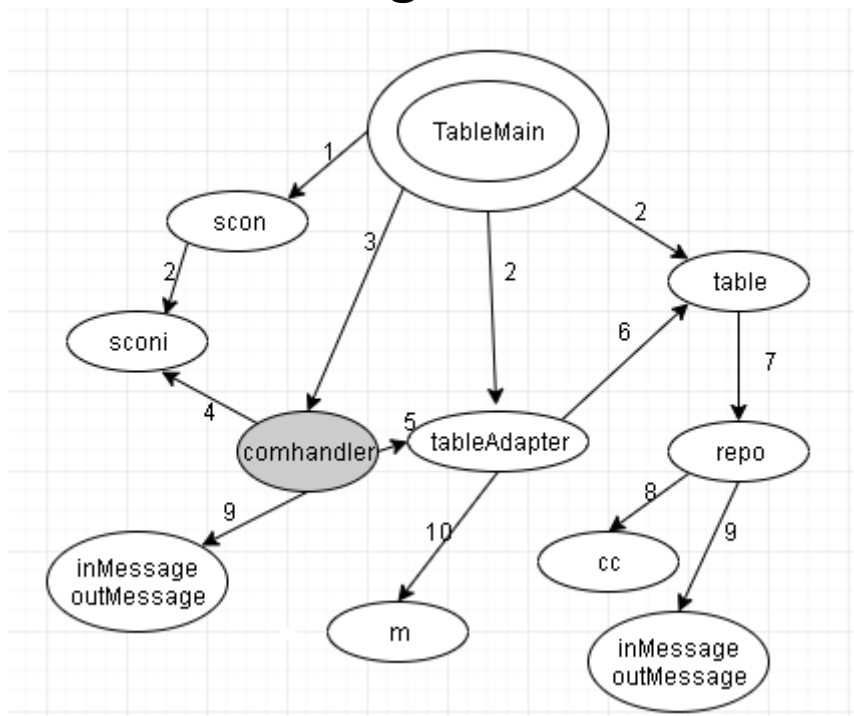 TableMain
1
scon
2
3
2
2
table
sconi
6
4
5
7
comhandler
tableAdapter
repo
9
8
10
9
inMessage
outMessage
cc
m
inMessage
outMessage